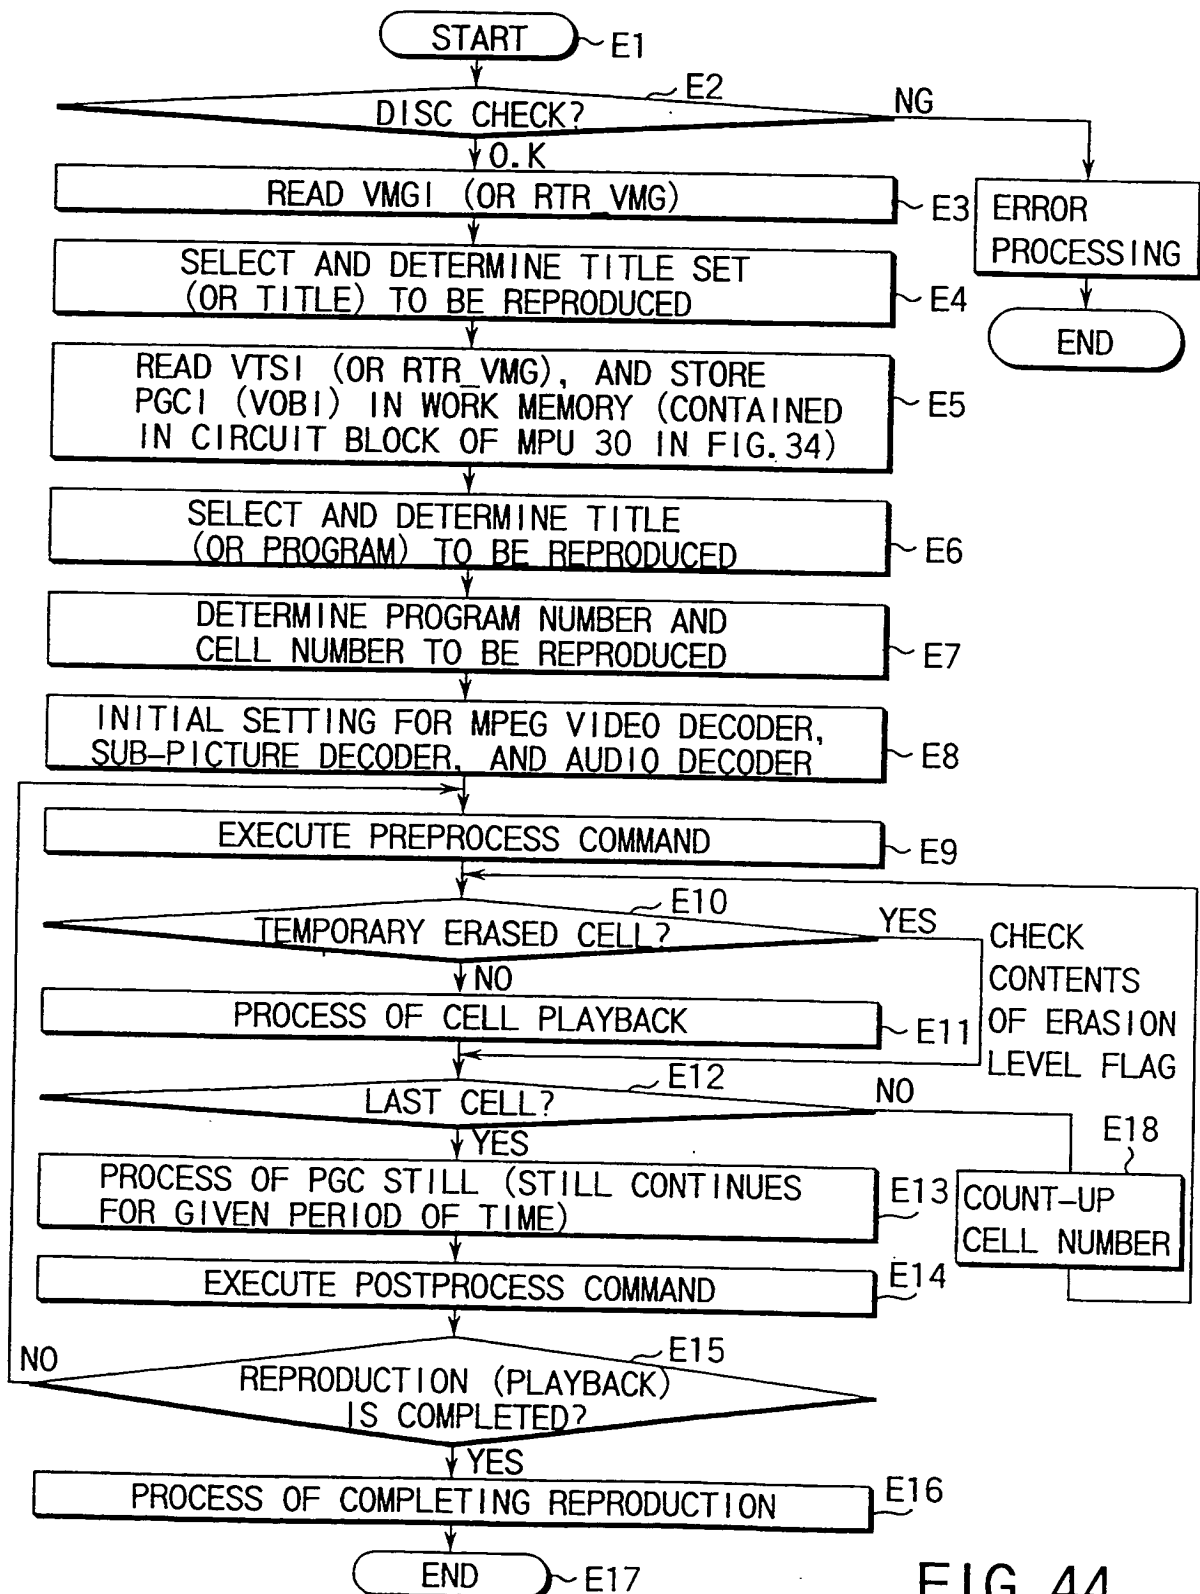 START
E1
E2
DISC CHECK?
NG
O.K
READ VMGI (OR RTR_VMG)
E3
ERROR
PROCESSING
SELECT AND DETERMINE TITLE SET
(OR TITLE) TO BE REPRODUCED
E4
END
READ VTSI (OR RTR_VMG), AND STORE
PGCI (VOBI) IN WORK MEMORY (CONTAINED
IN CIRCUIT BLOCK OF MPU 30 IN FIG.34)
E5
SELECT AND DETERMINE TITLE
(OR PROGRAM) TO BE REPRODUCED
E6
DETERMINE PROGRAM NUMBER AND
CELL NUMBER TO BE REPRODUCED
E7
INITIAL SETTING FOR MPEG VIDEO DECODER,
SUB-PICTURE DECODER, AND AUDIO DECODER
E8
EXECUTE PREPROCESS COMMAND
E9
E10
TEMPORARY ERASED CELL?
YES
NO
CHECK
CONTENTS
OF ERASION
LEVEL FLAG
PROCESS OF CELL PLAYBACK
E11
E12
LAST CELL?
NO
YES
E18
COUNT-UP
CELL NUMBER
PROCESS OF PGC STILL (STILL CONTINUES
FOR GIVEN PERIOD OF TIME)
E13
EXECUTE POSTPROCESS COMMAND
E14
E15
NO
REPRODUCTION (PLAYBACK)
IS COMPLETED?
YES
PROCESS OF COMPLETING REPRODUCTION
E16
END
E17
FIG. 44